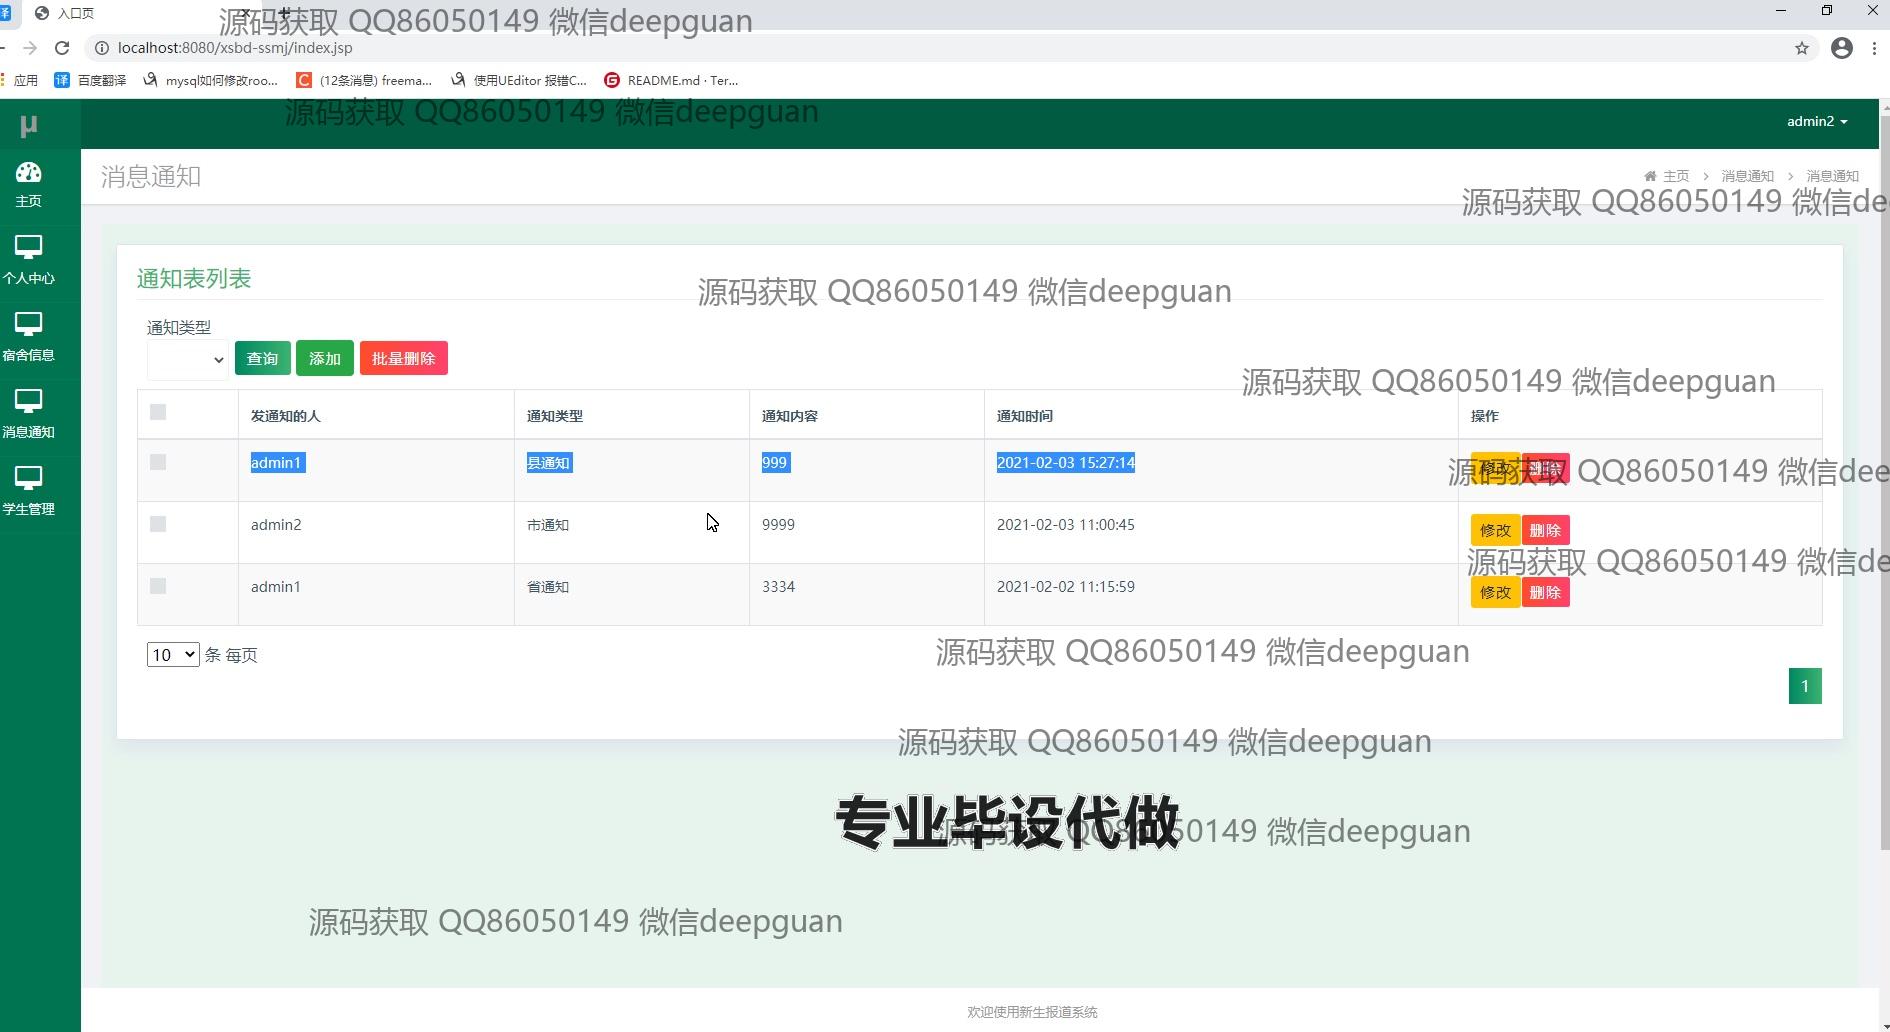 译 入口页
源码获取 QQ86050149 微信deepguan
localhost:8080/xsbd-ssmj/index.jsp
应用 译 百度翻译 mysql如何修改roo... C (12条消息) freema... 使用UEditor 报错C... G README.md · Ter...
源码获取 QQ86050149 微信deepguan
μ admin2
消息通知 主页 > 消息通知 > 消息通知
源码获取 QQ86050149 微信de
主页
个人中心
宿舍信息
消息通知
学生管理
通知表列表
源码获取 QQ86050149 微信deepguan
通知类型
查询 添加 批量删除
源码获取 QQ86050149 微信deepguan
发通知的人 通知类型 通知内容 通知时间 操作
admin1 县通知 999 2021-02-03 15:27:14 修改 删除
源码获取 QQ86050149 微信dee
admin2 市通知 9999 2021-02-03 11:00:45 修改 删除
源码获取 QQ86050149 微信de
admin1 省通知 3334 2021-02-02 11:15:59 修改 删除
10 条 每页
源码获取 QQ86050149 微信deepguan
1
源码获取 QQ86050149 微信deepguan
专业毕设代做
源码获取 QQ86050149 微信deepguan
源码获取 QQ86050149 微信deepguan
欢迎使用新生报道系统